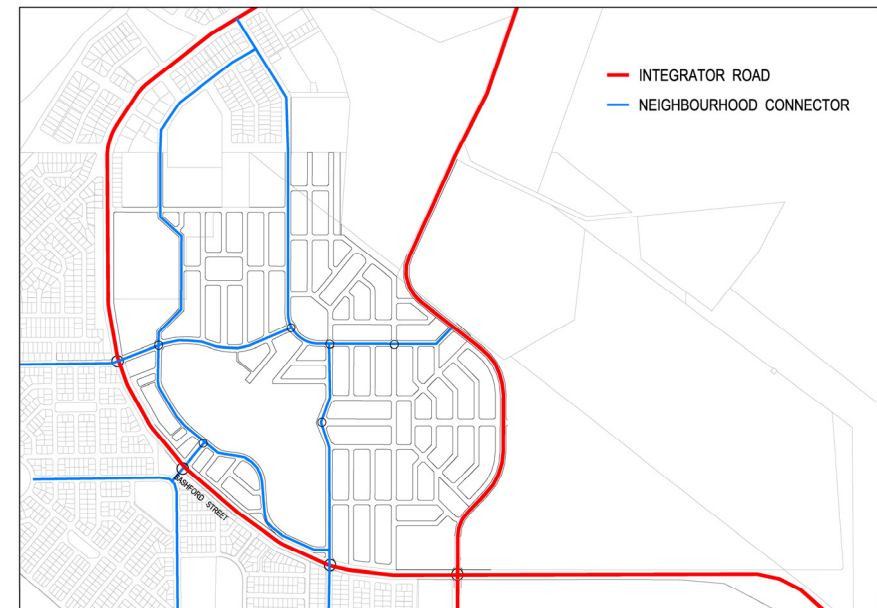 INTEGRATOR ROAD
NEIGHBOURHOOD CONNECTOR
BASHFORD STREET